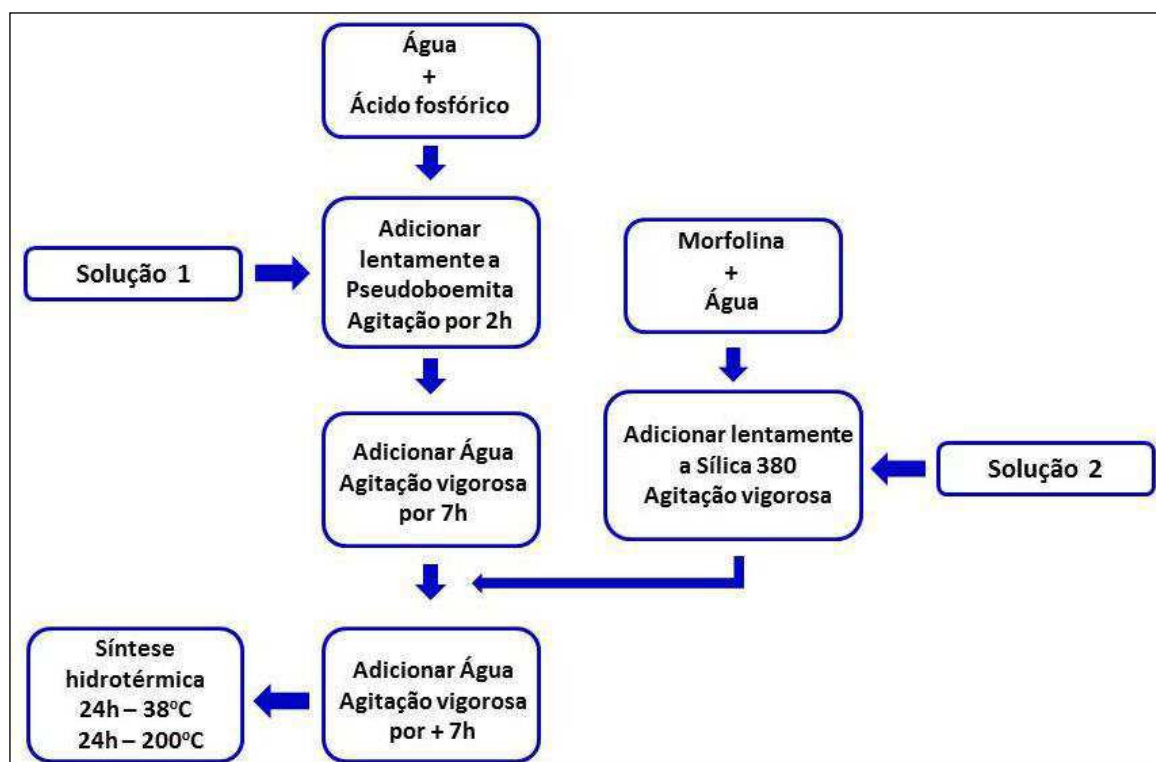 Água
+
Ácido fosfórico
Solução 1
Adicionar
lentamente a
Pseudoboemita
Agitação por 2h
Morfolina
+
Água
Adicionar Água
Agitação vigorosa
por 7h
Adicionar lentamente
a Sílica 380
Agitação vigorosa
Solução 2
Síntese
hidrotérmica
24h – 38ºC
24h – 200ºC
Adicionar Água
Agitação vigorosa
por + 7h